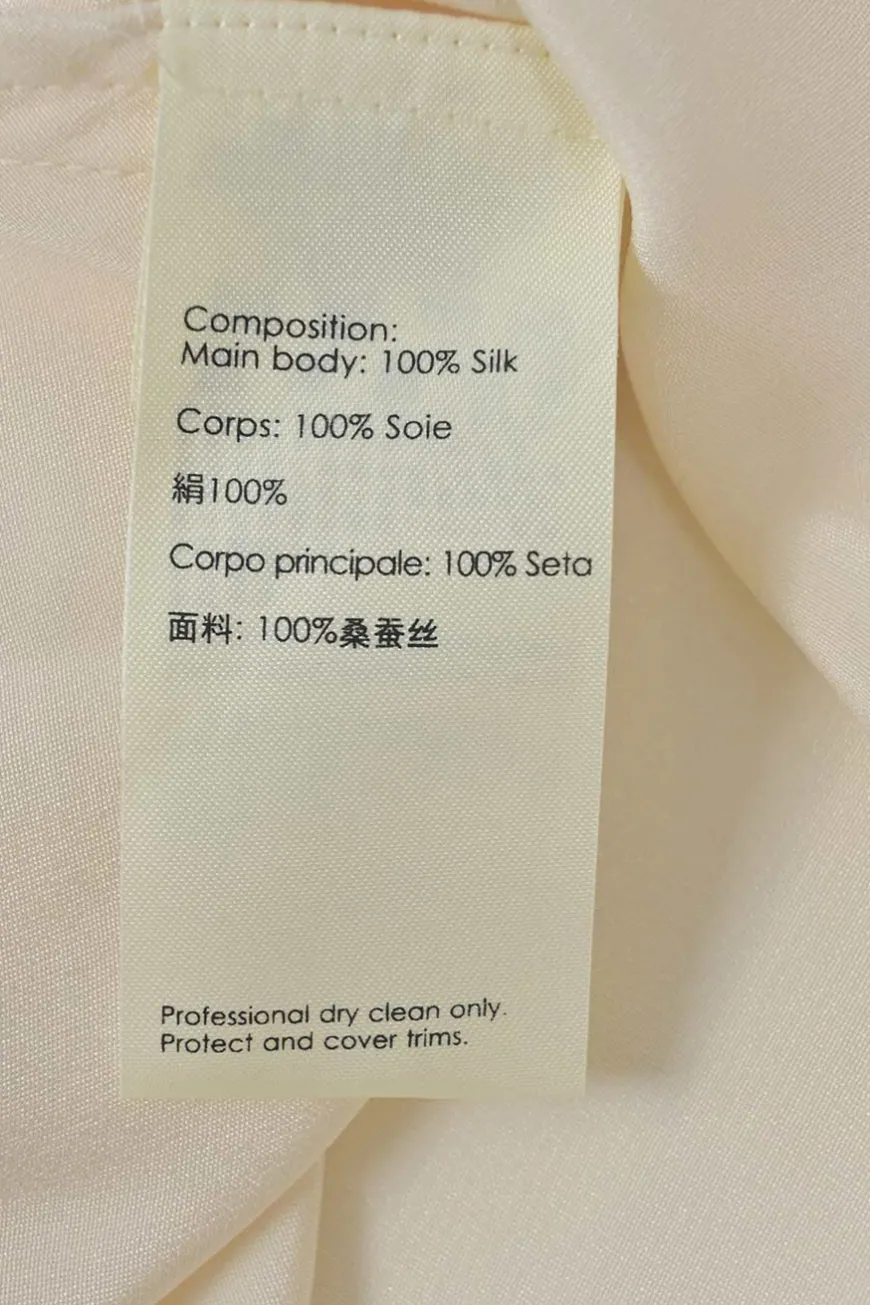 Composition:
Main body: 100% Silk
Corps: 100% Soie
絹100%
Corpo principale: 100% Seta
面料: 100%桑蚕丝
Professional dry clean only.
Protect and cover trims.